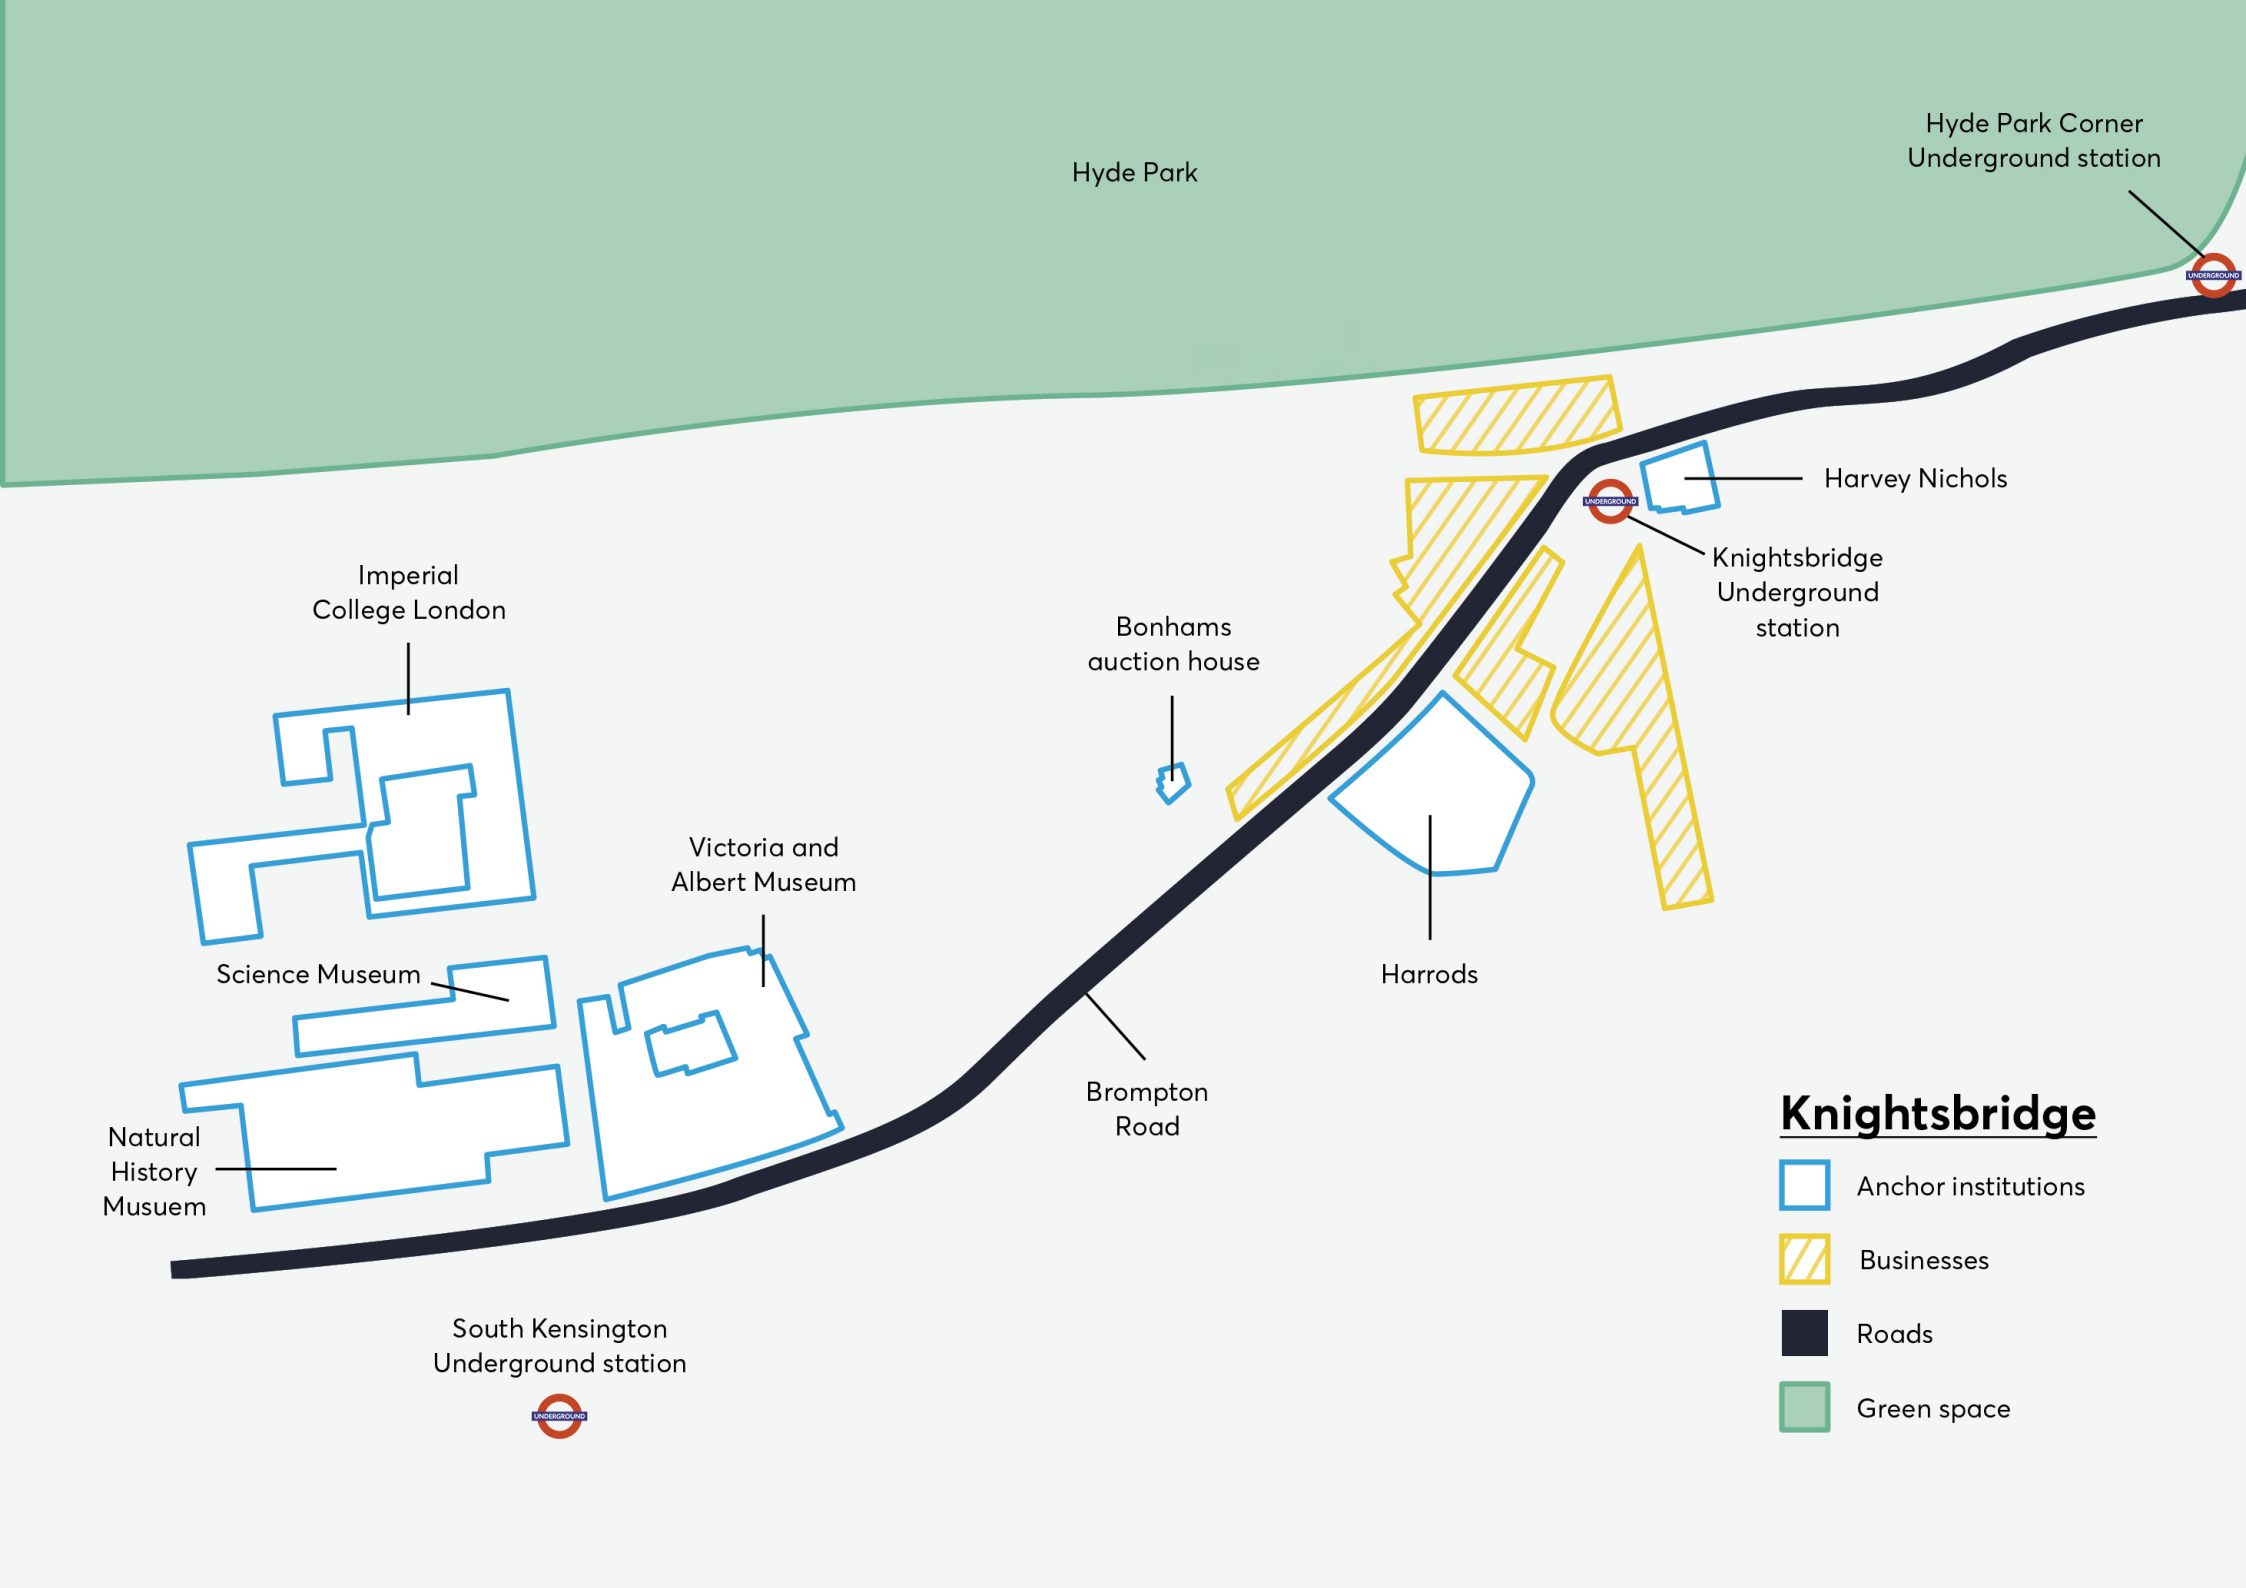 Hyde Park Corner
Underground station
Hyde Park
UNDERGROUND
Harvey Nichols
UNDERGROUND
Knightsbridge
Underground
station
Imperial
College London
Bonhams
auction house
Victoria and
Albert Museum
Science Museum
Harrods
Brompton
Road
Natural
History
Musuem
South Kensington
Underground station
UNDERGROUND
Knightsbridge
Anchor institutions
Businesses
Roads
Green space